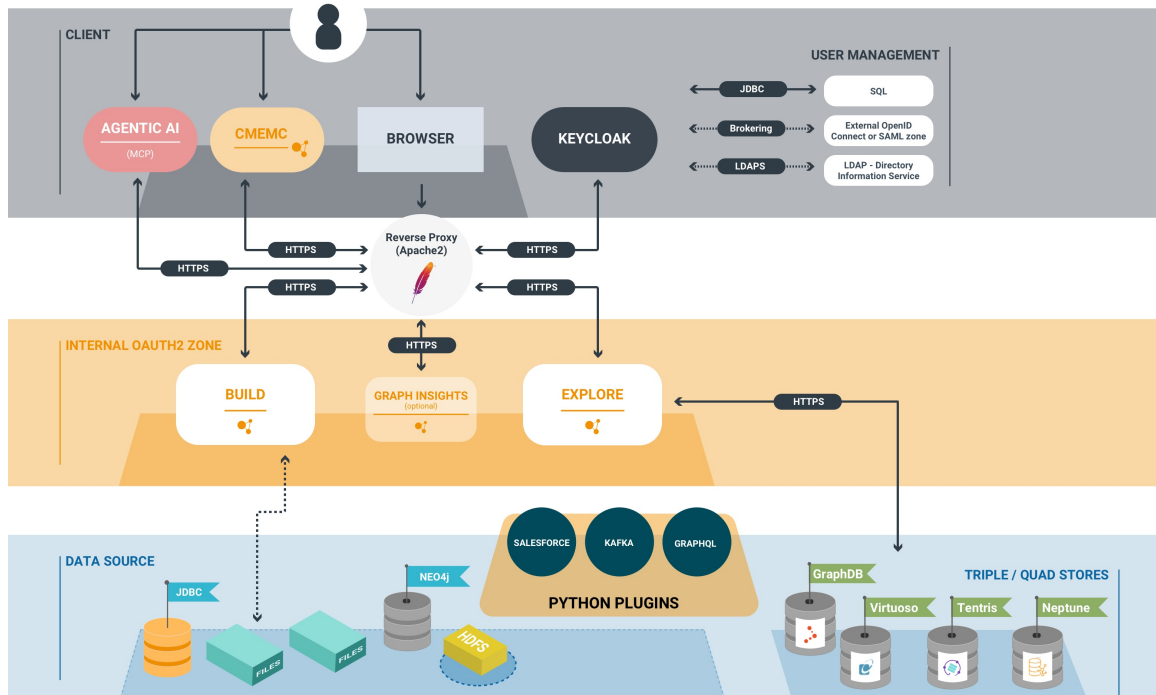 CLIENT
USER MANAGEMENT
AGENTIC AI
(MCP)
CMEMC
BROWSER
KEYCLOAK
JDBC
SQL
Brokering
External OpenID
Connect or SAML zone
LDAPS
LDAP - Directory
Information Service
Reverse Proxy
(Apache2)
HTTPS
HTTPS
HTTPS
HTTPS
HTTPS
HTTPS
INTERNAL OAUTH2 ZONE
BUILD
GRAPH INSIGHTS
(optional)
EXPLORE
HTTPS
DATA SOURCE
SALESFORCE
KAFKA
GRAPHQL
PYTHON PLUGINS
TRIPLE / QUAD STORES
JDBC
FILES
FILES
NEO4j
HDFS
GraphDB
Virtuoso
Tentris
Neptune